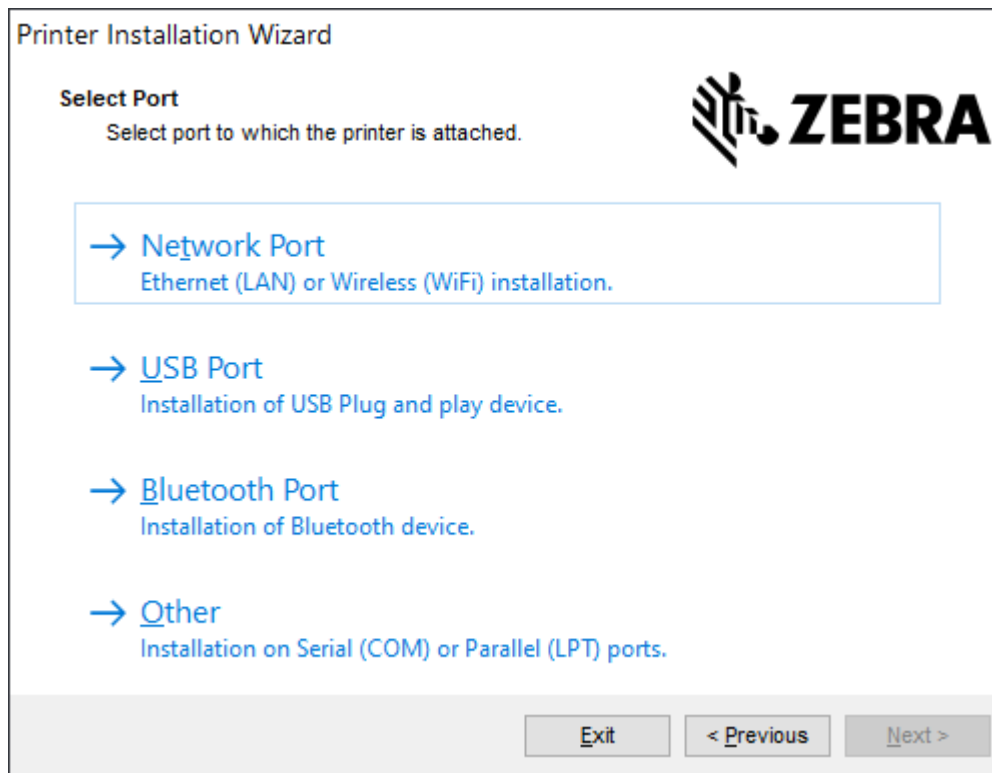 Printer Installation Wizard
Select Port
Select port to which the printer is attached.
ZEBRA
Network Port
Ethernet (LAN) or Wireless (WiFi) installation.
USB Port
Installation of USB Plug and play device.
Bluetooth Port
Installation of Bluetooth device.
Other
Installation on Serial (COM) or Parallel (LPT) ports.
Exit < Previous Next >